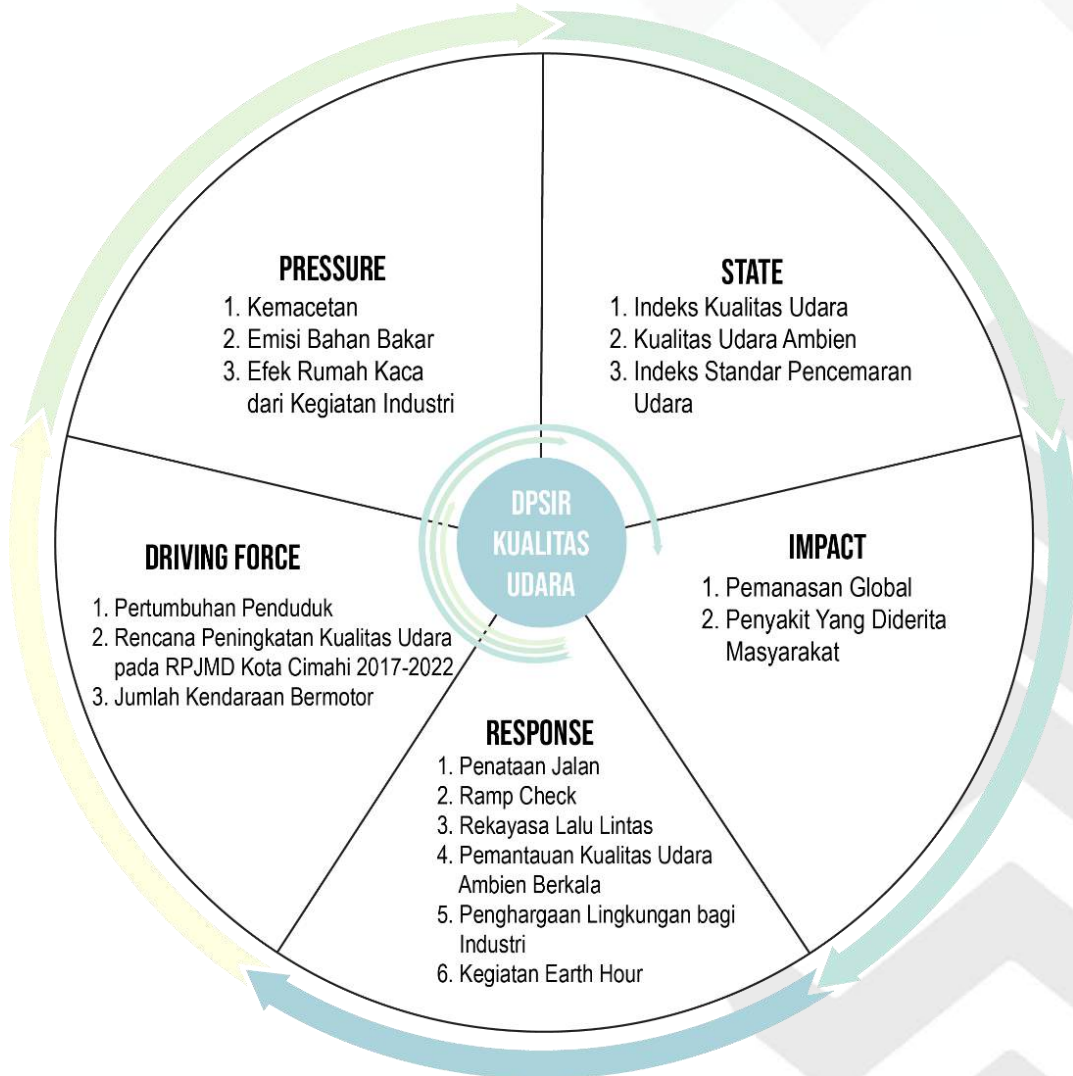 PRESSURE
1. Kemacetan
2. Emisi Bahan Bakar
3. Efek Rumah Kaca
dari Kegiatan Industri
STATE
1. Indeks Kualitas Udara
2. Kualitas Udara Ambien
3. Indeks Standar Pencemaran
Udara
DPSIR
KUALITAS
UDARA
DRIVING FORCE
1. Pertumbuhan Penduduk
2. Rencana Peningkatan Kualitas Udara
pada RPJMD Kota Cimahi 2017-2022
3. Jumlah Kendaraan Bermotor
IMPACT
1. Pemanasan Global
2. Penyakit Yang Diderita
Masyarakat
RESPONSE
1. Penataan Jalan
2. Ramp Check
3. Rekayasa Lalu Lintas
4. Pemantauan Kualitas Udara
Ambien Berkala
5. Penghargaan Lingkungan bagi
Industri
6. Kegiatan Earth Hour